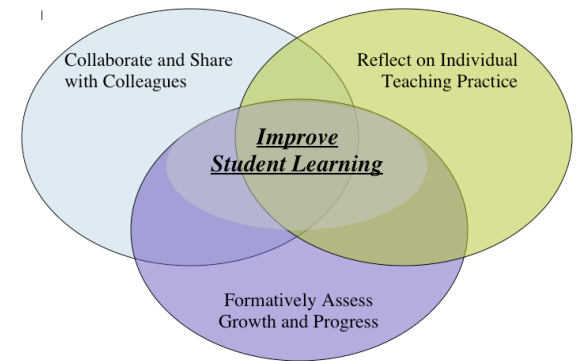 Collaborate and Share
with Colleagues
Reflect on Individual
Teaching Practice
Improve
Student Learning
Formatively Assess
Growth and Progress